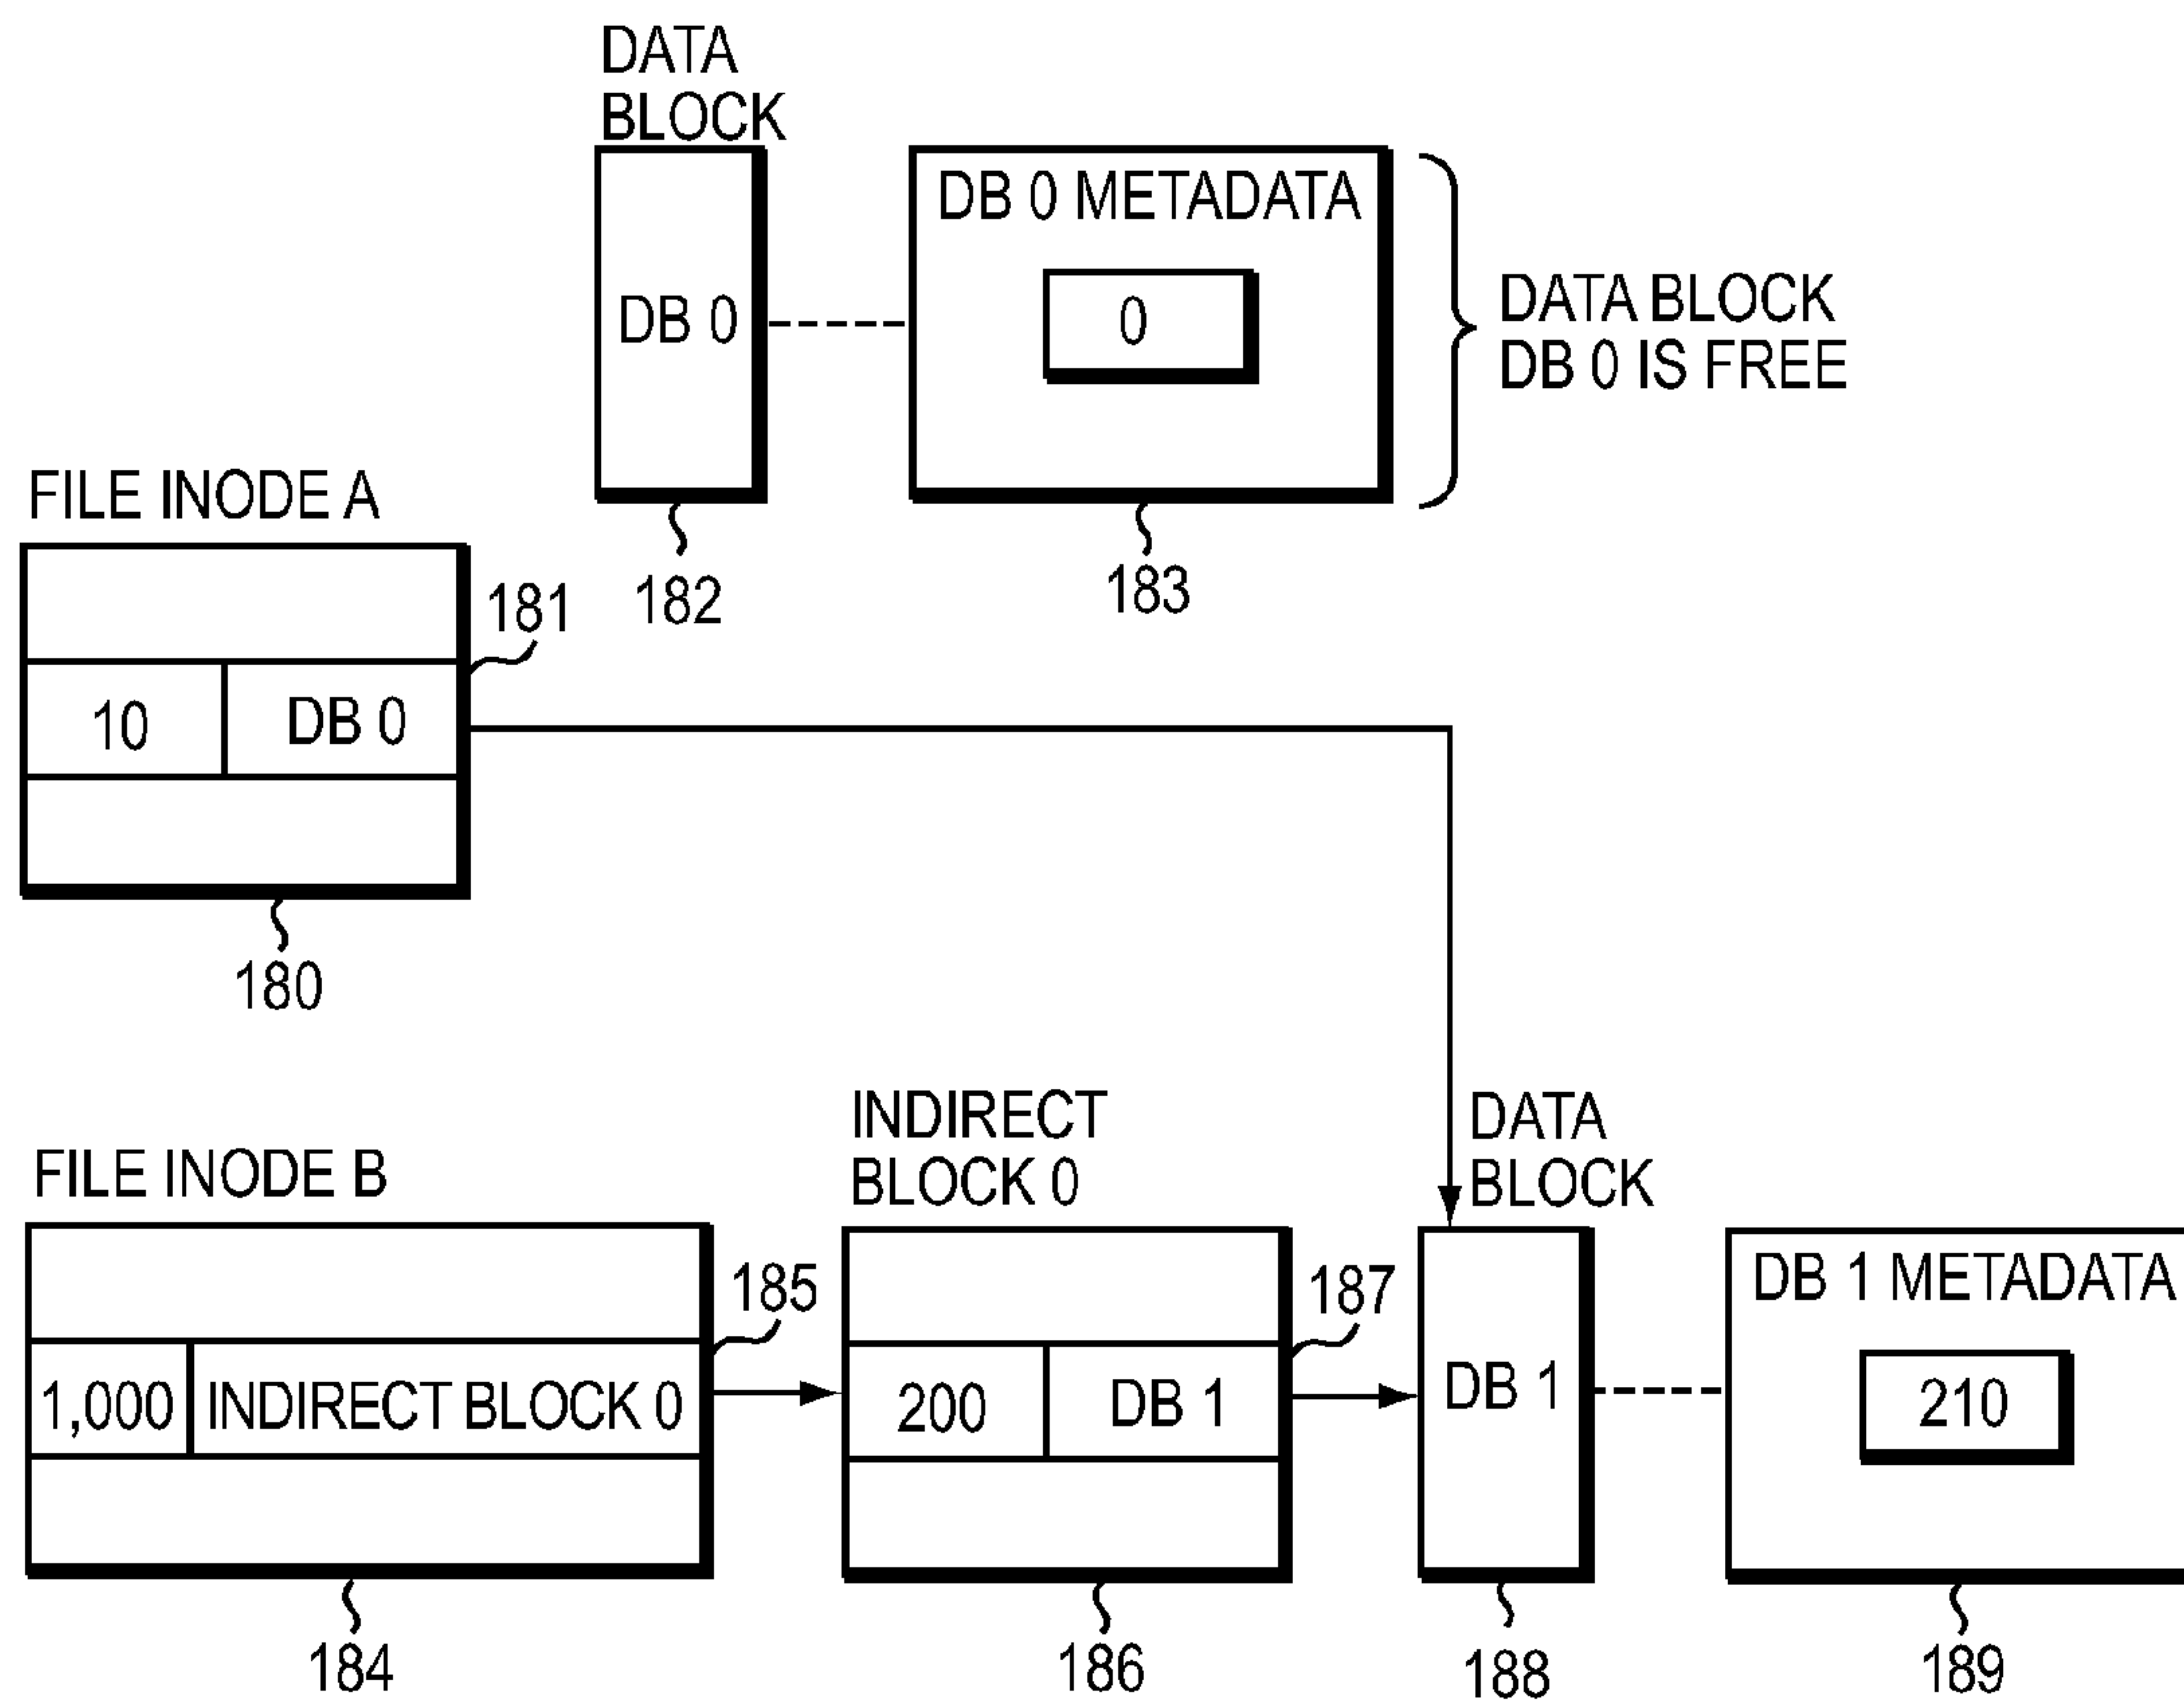 DATA
BLOCK
DB 0
DB 0 METADATA
0
DATA BLOCK
DB 0 IS FREE
182
183
FILE INODE A
181
10
DB 0
180
FILE INODE B
185
1,000
INDIRECT BLOCK 0
184
INDIRECT
BLOCK 0
187
200
DB 1
186
DATA
BLOCK
DB 1
188
DB 1 METADATA
210
189